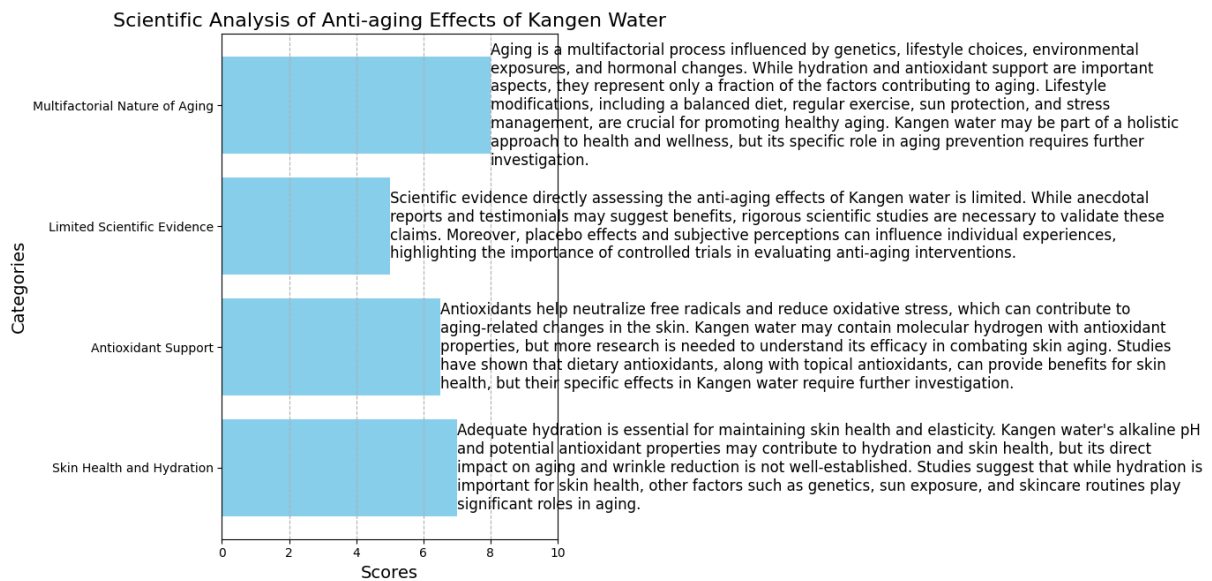 Scientific Analysis of Anti-aging Effects of Kangen Water
Categories
Multifactorial Nature of Aging
Aging is a multifactorial process influenced by genetics, lifestyle choices, environmental
exposures, and hormonal changes. While hydration and antioxidant support are important
aspects, they represent only a fraction of the factors contributing to aging. Lifestyle
modifications, including a balanced diet, regular exercise, sun protection, and stress
management, are crucial for promoting healthy aging. Kangen water may be part of a holistic
approach to health and wellness, but its specific role in aging prevention requires further
investigation.
Limited Scientific Evidence
Scientific evidence directly assessing the anti-aging effects of Kangen water is limited. While anecdotal
reports and testimonials may suggest benefits, rigorous scientific studies are necessary to validate these
claims. Moreover, placebo effects and subjective perceptions can influence individual experiences,
highlighting the importance of controlled trials in evaluating anti-aging interventions.
Antioxidant Support
Antioxidants help neutralize free radicals and reduce oxidative stress, which can contribute to
aging-related changes in the skin. Kangen water may contain molecular hydrogen with antioxidant
properties, but more research is needed to understand its efficacy in combating skin aging. Studies
have shown that dietary antioxidants, along with topical antioxidants, can provide benefits for skin
health, but their specific effects in Kangen water require further investigation.
Skin Health and Hydration
Adequate hydration is essential for maintaining skin health and elasticity. Kangen water's alkaline pH
and potential antioxidant properties may contribute to hydration and skin health, but its direct
impact on aging and wrinkle reduction is not well-established. Studies suggest that while hydration is
important for skin health, other factors such as genetics, sun exposure, and skincare routines play
significant roles in aging.
0 2 4 6 8 10
Scores